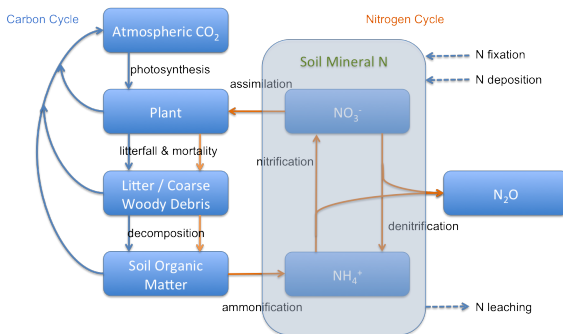 Carbon Cycle
Nitrogen Cycle
Atmospheric CO₂
photosynthesis
Soil Mineral N
N fixation
N deposition
assimilation
Plant
NO₃⁻
litterfall & mortality
nitrification
Litter / Coarse
Woody Debris
N₂O
denitrification
decomposition
Soil Organic
Matter
NH₄⁺
ammonification
N leaching